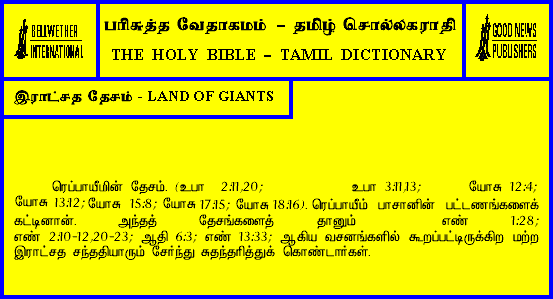 BELLWETHER
INTERNATIONAL
பரிசுத்த வேதாகமம் – தமிழ் சொல்லகராதி
THE HOLY BIBLE – TAMIL DICTIONARY
GOOD NEWS
PUBLISHERS
இராட்சத தேசம் - LAND OF GIANTS
ரெப்பாயீமின் தேசம். (உபா 2:11,20; உபா 3:11,13; யோசு 12:4;
யோசு 13:12; யோசு 15:8; யோசு 17:15; யோசு 18:16). ரெப்பாயீம் பாசானின் பட்டணங்களைக்
கட்டினான். அந்தத் தேசங்களைத் தானும் எண் 1:28;
எண் 2:10-12,20-23; ஆதி 6:3; எண் 13:33; ஆகிய வசனங்களில் கூறப்பட்டிருக்கிற மற்ற
இராட்சத சந்ததியாரும் சேர்ந்து சுதந்தரித்துக் கொண்டார்கள்.